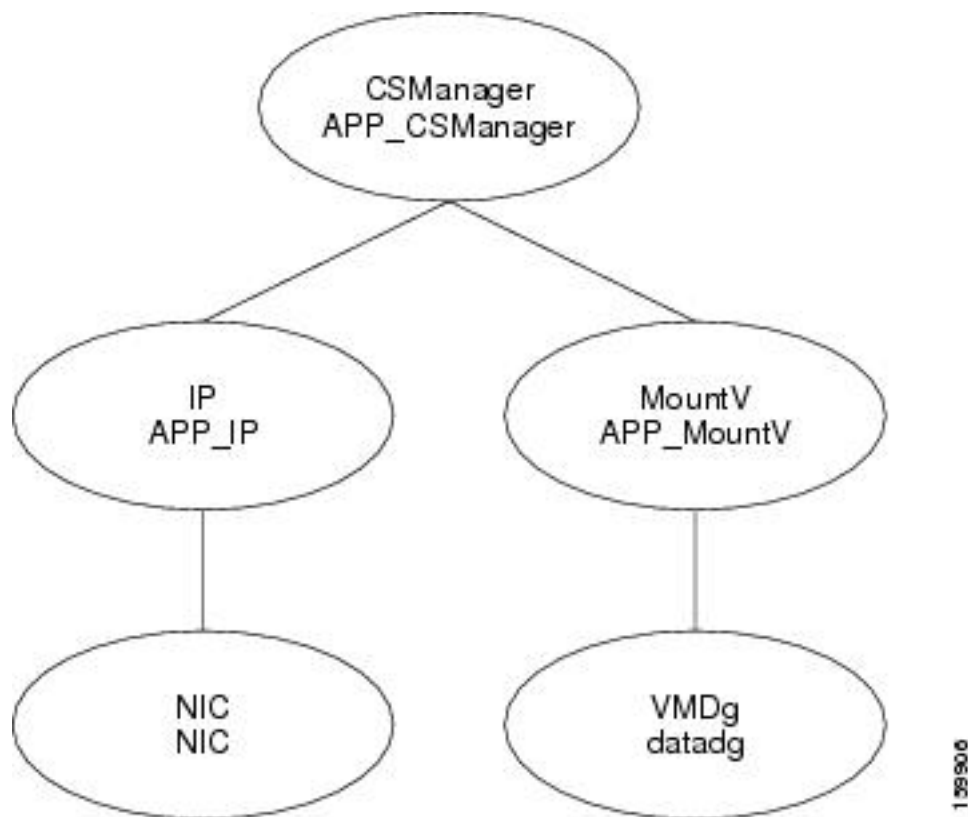 CSManager
APP_CSManager
IP
APP_IP
MountV
APP_MountV
NIC
NIC
VMDg
datadg
159906